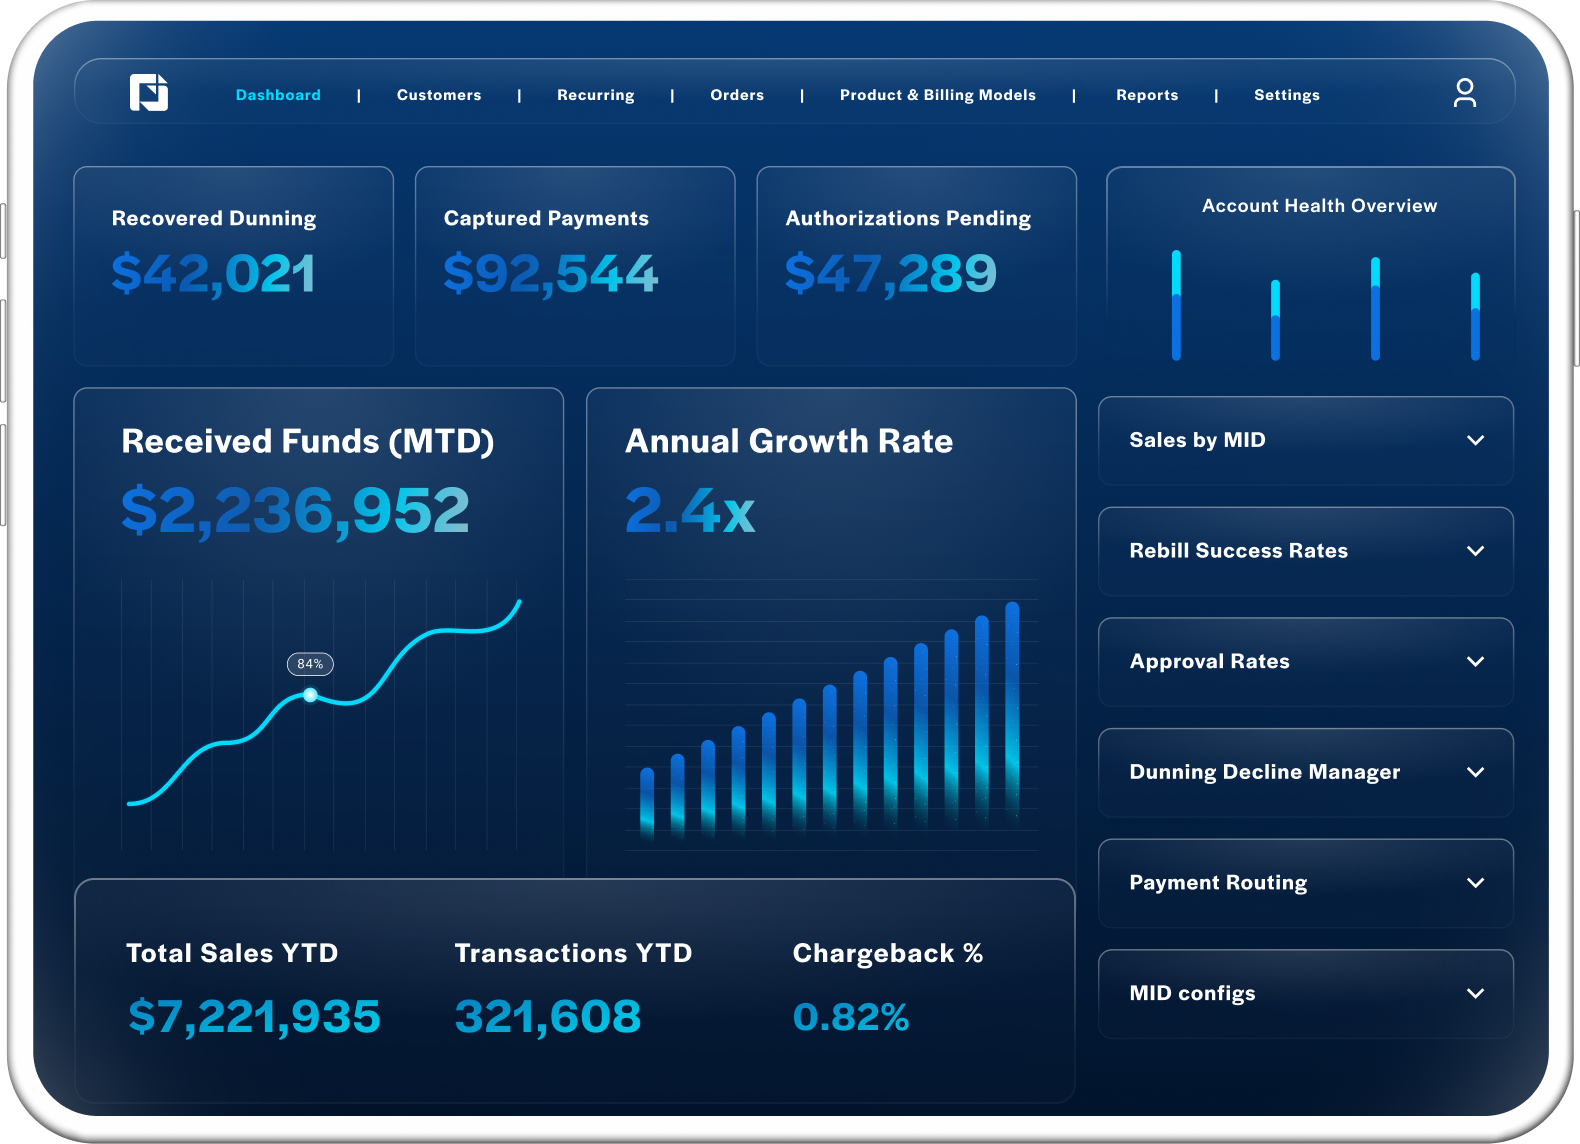 Dashboard | Customers | Recurring | Orders | Product & Billing Models | Reports | Settings
Recovered Dunning
$42,021
Captured Payments
$92,544
Authorizations Pending
$47,289
Account Health Overview
Received Funds (MTD)
$2,236,952
84%
Annual Growth Rate
2.4x
Sales by MID
Rebill Success Rates
Approval Rates
Dunning Decline Manager
Payment Routing
MID configs
Total Sales YTD
$7,221,935
Transactions YTD
321,608
Chargeback %
0.82%